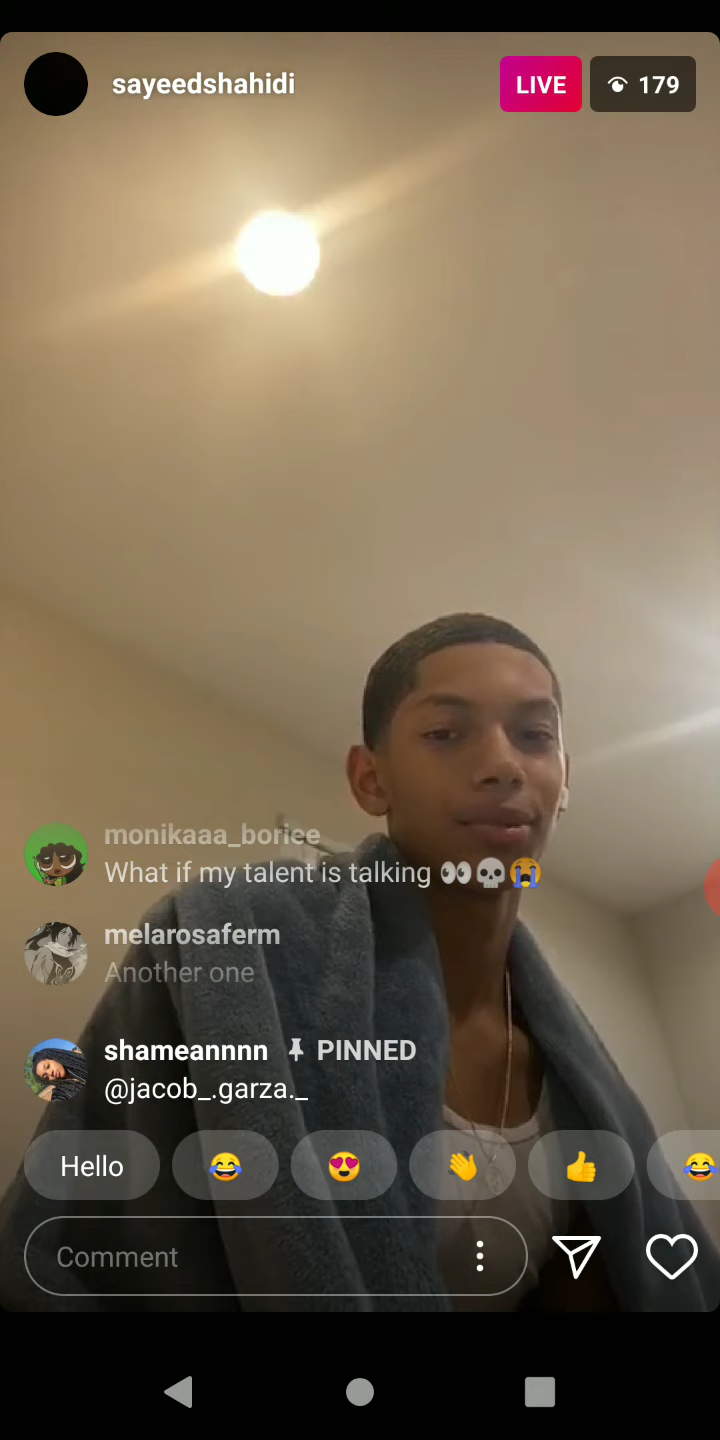 sayeedshahidi
LIVE 179
monikaaa_boriee
What if my talent is talking 👀💀😭
melarosaferm
Another one
shameannnn PINNED
@jacob_.garza._
Hello 😂 😍 👋 👍 😂
Comment